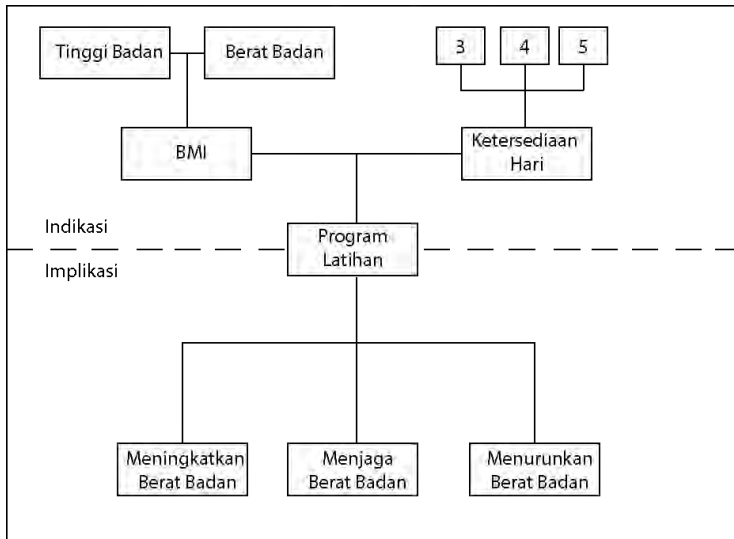 Tinggi Badan
Berat Badan
3
4
5
BMI
Ketersediaan
Hari
Indikasi
Program
Latihan
Implikasi
Meningkatkan
Berat Badan
Menjaga
Berat Badan
Menurunkan
Berat Badan